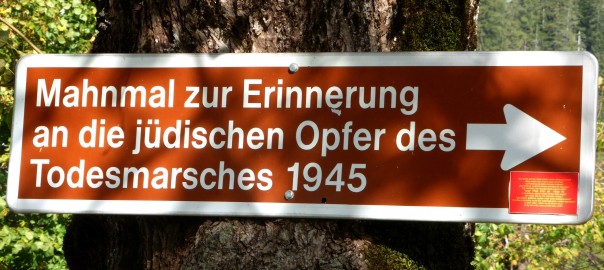 Mahnmal zur Erinnerung
an die jüdischen Opfer des
Todesmarsches 1945